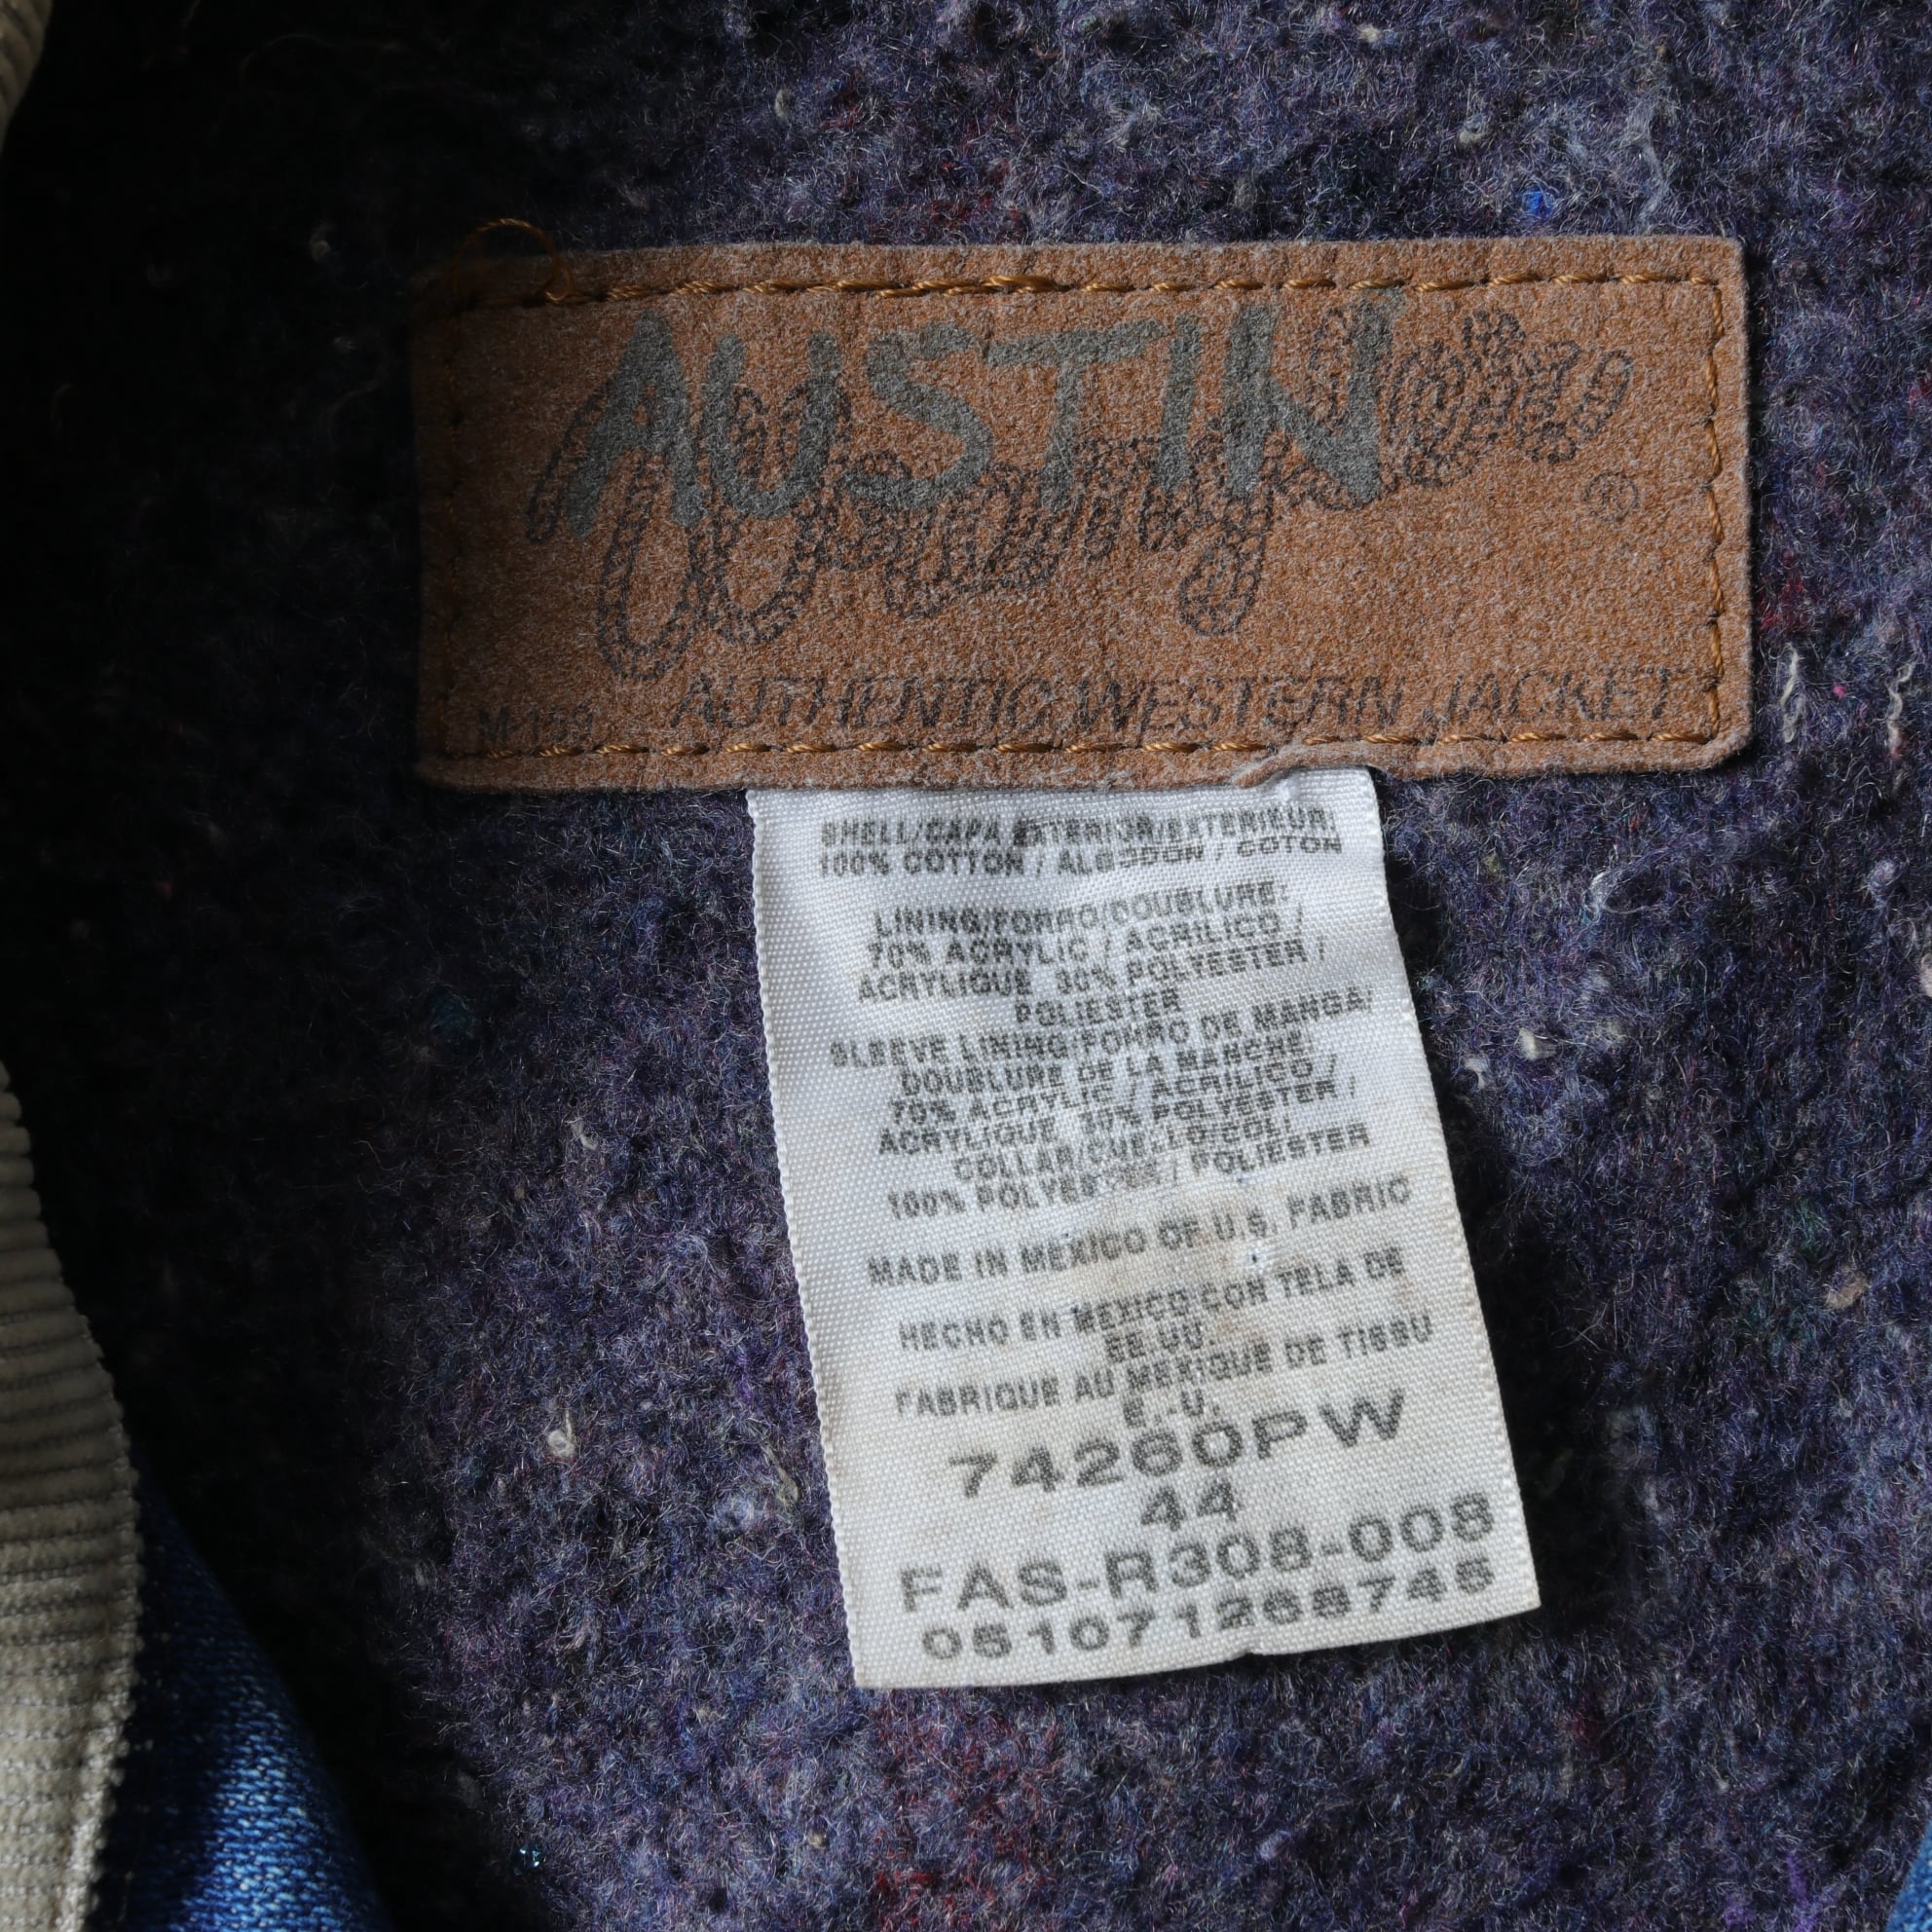 AUSTIN
Wrangler
®
M-169 AUTHENTIC WESTERN JACKET
SHELL/CAPA EXTERIOR/EXTERIEUR:
100% COTTON / ALGODON / COTON
LINING/FORRO/DOUBLURE:
70% ACRYLIC / ACRILICO /
ACRYLIQUE 30% POLYESTER /
POLIESTER
SLEEVE LINING/FORRO DE MANGA/
DOUBLURE DE LA MANCHE
70% ACRYLIC / ACRILICO /
ACRYLIQUE 30% POLYESTER /
COLLAR/CUELLO/COL:
100% POLYESTER / POLIESTER
MADE IN MEXICO OF U.S. FABRIC
HECHO EN MEXICO CON TELA DE
EE.UU.
FABRIQUE AU MEXIQUE DE TISSU
E.-U.
74260PW
44
FAS-R308-008
051071268745